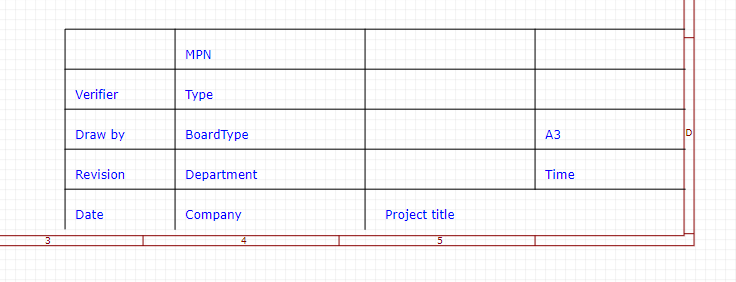 MPN
Verifier Type
Draw by BoardType A3
D
Revision Department Time
Date Company Project title
3 4 5